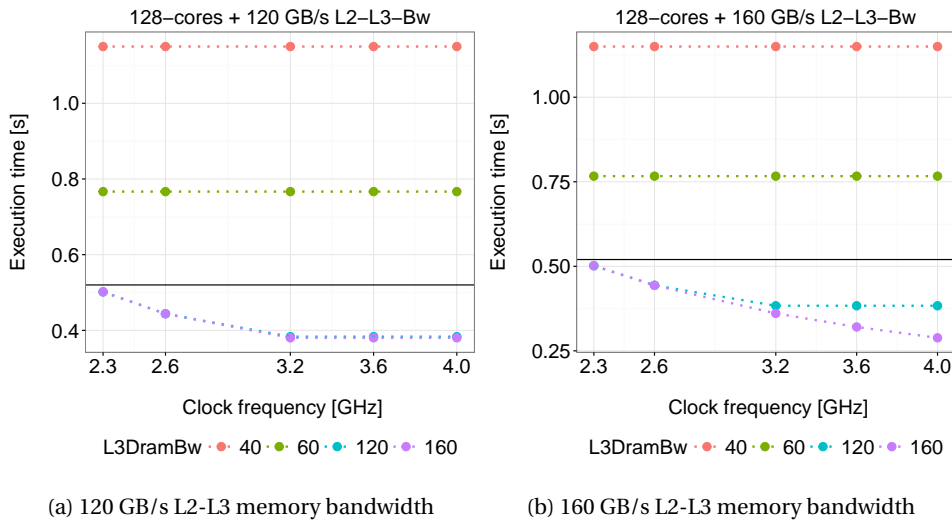 128−cores + 120 GB/s L2−L3−Bw
Execution time [s]
1.0
0.8
0.6
0.4
2.3 2.6 3.2 3.6 4.0
Clock frequency [GHz]
L3DramBw 40 60 120 160
(a) 120 GB/s L2-L3 memory bandwidth
128−cores + 160 GB/s L2−L3−Bw
Execution time [s]
1.00
0.75
0.50
0.25
2.3 2.6 3.2 3.6 4.0
Clock frequency [GHz]
L3DramBw 40 60 120 160
(b) 160 GB/s L2-L3 memory bandwidth